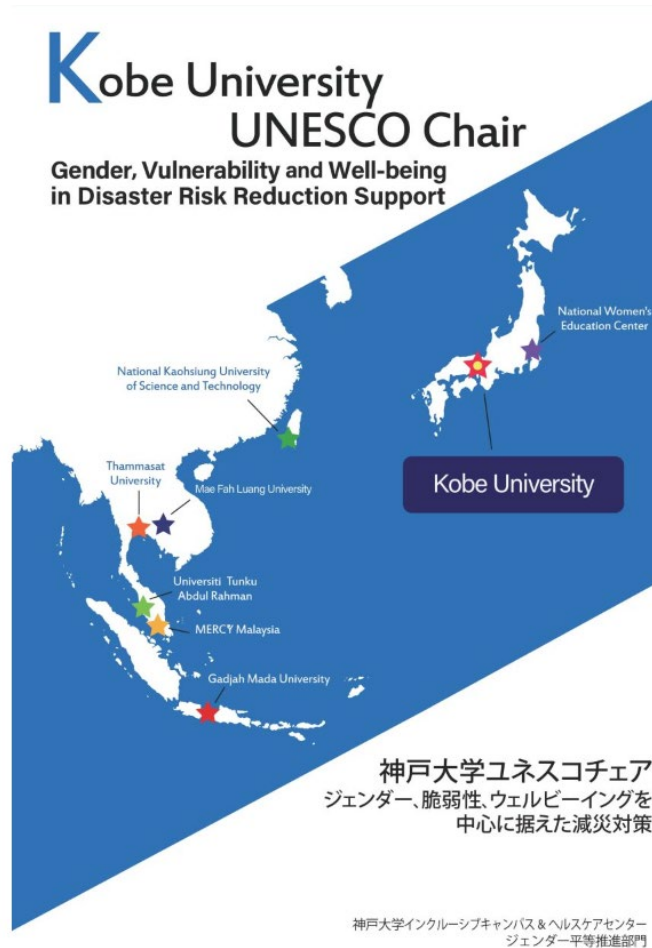 Kobe University
UNESCO Chair
Gender, Vulnerability and Well-being
in Disaster Risk Reduction Support
National Women's
Education Center
National Kaohsiung University
of Science and Technology
Kobe University
Thammasat
University
Mae Fah Luang University
Universiti Tunku
Abdul Rahman
MERCY Malaysia
Gadjah Mada University
神戸大学ユネスコチェア
ジェンダー、脆弱性、ウェルビーイングを
中心に据えた減災対策
神戸大学インクルーシブキャンパス & ヘルスケアセンター
ジェンダー平等推進部門